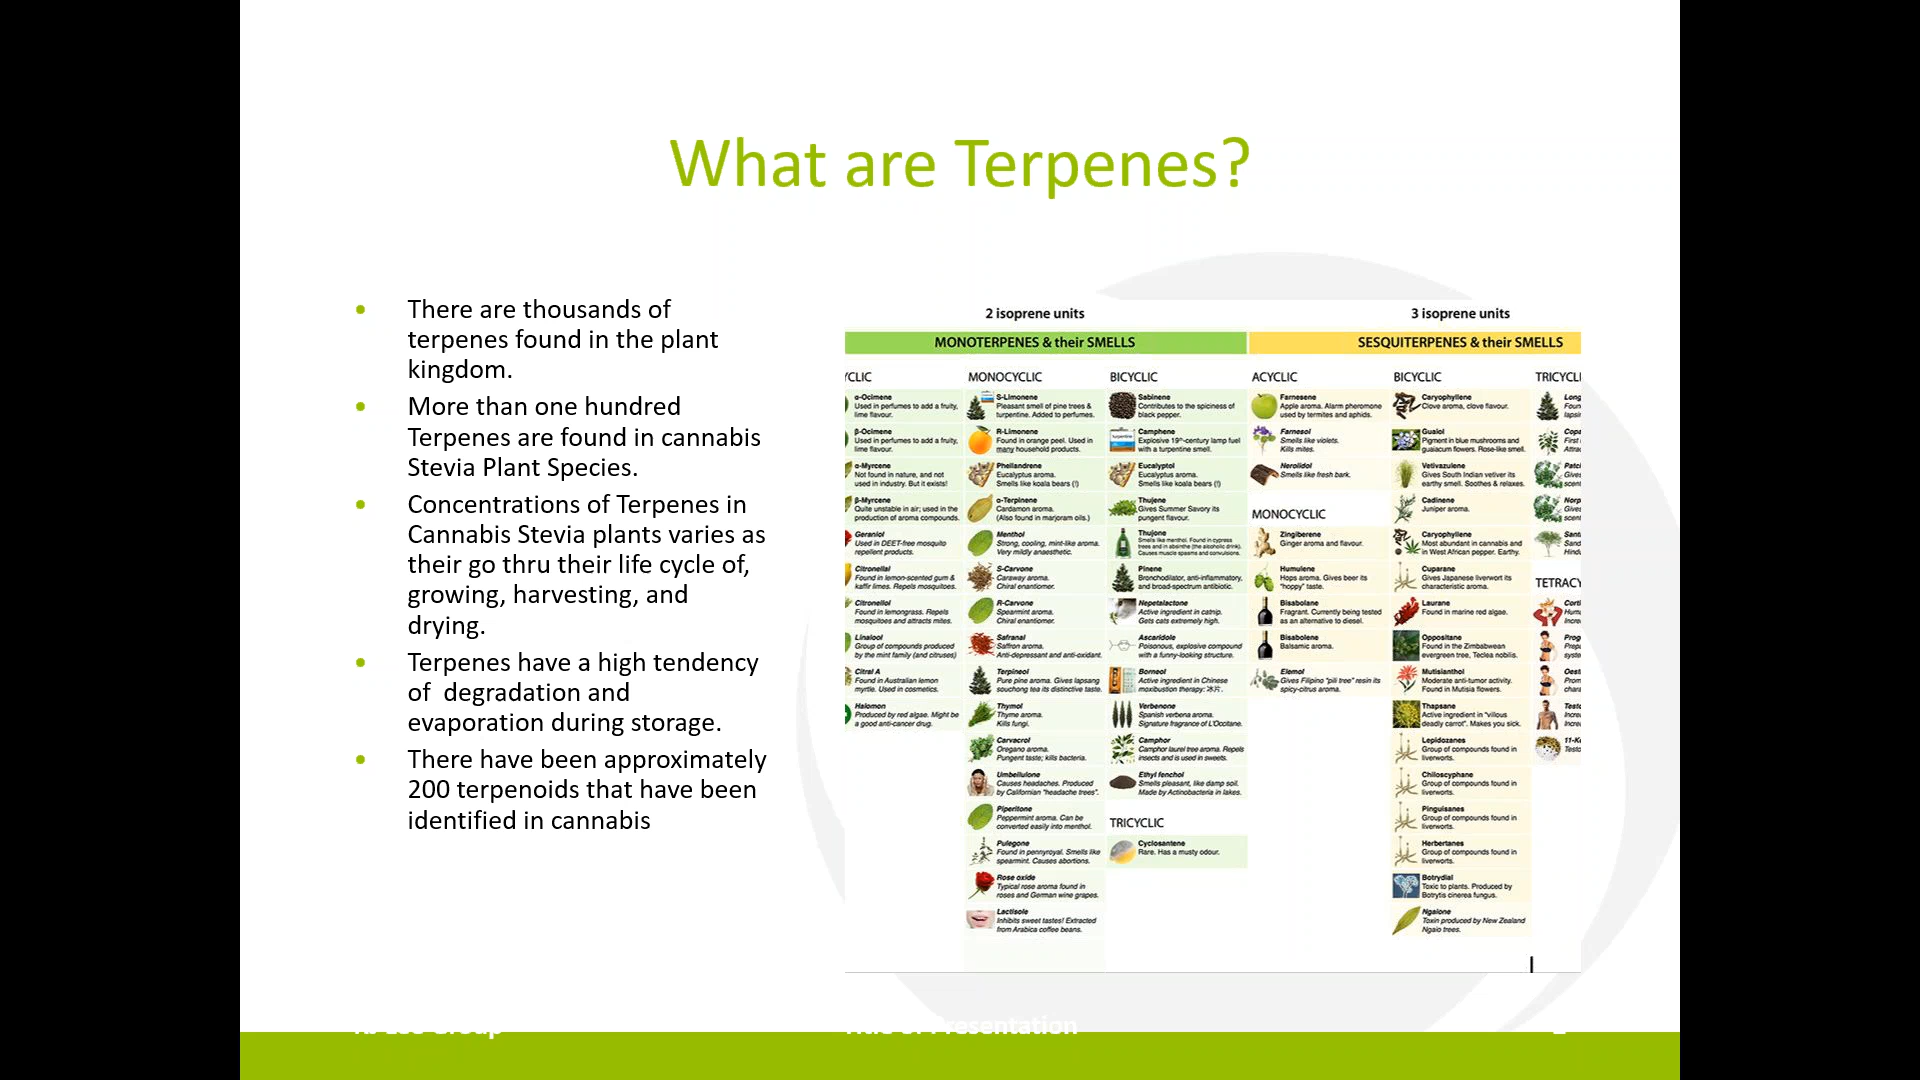 What are Terpenes?
There are thousands of
terpenes found in the plant
kingdom.
More than one hundred
Terpenes are found in cannabis
Stevia Plant Species.
Concentrations of Terpenes in
Cannabis Stevia plants varies as
their go thru their life cycle of,
growing, harvesting, and
drying.
Terpenes have a high tendency
of degradation and
evaporation during storage.
There have been approximately
200 terpenoids that have been
identified in cannabis
2 isoprene units
MONOTERPENES & their SMELLS
α-Ocimene
Used in perfumes to add a fruity,
lime flavour.
β-Ocimene
Used in perfumes to add a fruity,
lime flavour.
α-Myrcene
Not found in nature, and not
used in industry. But it exists!
β-Myrcene
Quite unstable in air; used in the
production of aroma compounds.
Geraniol
Used in DEET-free mosquito
repellent products.
Citronellal
Found in lemon-scented gum &
kaffir limes. Repels mosquitoes.
Citronellol
Found in lemongrass. Repels
mosquitoes and attracts mites.
Linalool
Group of compounds produced
by the mint family (and citruses)
Citral A
Found in Australian lemon
myrtle. Used in cosmetics.
Halomon
Produced by red algae. Might be
a good anti-cancer drug.
MONOCYCLIC
S-Limonene
Pleasant smell of pine trees &
turpentine. Added to perfumes.
R-Limonene
Found in orange peel. Used in
many household products.
Phellandrene
Eucalyptus aroma.
Smells like koala bears (!)
α-Terpinene
Cardamon aroma.
(Also found in marjoram oils.)
Menthol
Strong, cooling, mint-like aroma.
Very mildly anaesthetic.
S-Carvone
Caraway aroma.
Chiral enantiomer.
R-Carvone
Spearmint aroma.
Chiral enantiomer.
Safranal
Saffron aroma.
Anti-depressant and anti-oxidant.
Terpineol
Pure pine aroma. Gives lapsang
souchong tea its distinctive taste.
Thymol
Thyme aroma.
Kills fungi.
Carvacrol
Oregano aroma.
Pungent taste; kills bacteria.
Umbellulone
Causes headaches. Produced
by Californian "headache trees".
Piperitone
Peppermint aroma. Can be
converted easily into menthol.
Pulegone
Found in pennyroyal. Smells like
spearmint. Causes abortions.
Rose oxide
Typical rose aroma found in
roses and German wine grapes.
Lactisole
Inhibits sweet tastes! Extracted
from Arabica coffee beans.
BICYCLIC
Sabinene
Contributes to the spiciness of
black pepper.
Camphene
Explosive 19th-century lamp fuel
with a turpentine smell.
Eucalyptol
Eucalyptus aroma.
Smells like koala bears (!)
Thujene
Gives Summer Savory its
pungent flavour.
Thujone
Smells like menthol. Found in cypress
trees and in absinthe (the alcoholic drink).
Causes muscle spasms and convulsions.
Pinene
Bronchodilator, anti-inflammatory,
and broad-spectrum antibiotic.
Nepetalactone
Active ingredient in catnip.
Gets cats extremely high.
Ascaridole
Poisonous, explosive compound
with a funny-looking structure.
Borneol
Active ingredient in Chinese
moxibustion therapy: 冰片.
Verbenone
Spanish verbena aroma.
Signature fragrance of L'Occitane.
Camphor
Camphor laurel tree aroma. Repels
insects and is used in sweets.
Ethyl fenchol
Smells pleasant, like damp soil.
Made by Actinobacteria in lakes.
TRICYCLIC
Cyclosantene
Rare. Has a musty odour.
3 isoprene units
SESQUITERPENES & their SMELLS
ACYCLIC
Farnesene
Apple aroma. Alarm pheromone
used by termites and aphids.
Farnesol
Smells like violets.
Kills mites.
Nerolidol
Smells like fresh bark.
MONOCYCLIC
Zingiberene
Ginger aroma and flavour.
Humulene
Hops aroma. Gives beer its
"hoppy" taste.
Bisabolane
Fragrant. Currently being tested
as an alternative to diesel.
Bisabolene
Balsamic aroma.
Elemol
Gives Filipino "pili tree" resin its
spicy-citrus aroma.
BICYCLIC
Caryophyllene
Clove aroma, clove flavour.
Guaiol
Pigment in blue mushrooms and
guaiacum flowers. Rose-like smell.
Vetivazulene
Gives South Indian vetiver its
earthy smell. Soothes & relaxes.
Cadinene
Juniper aroma.
Caryophyllene
Most abundant in cannabis and
in West African pepper. Earthy.
Cuparane
Gives Japanese liverwort its
characteristic aroma.
Laurane
Found in marine red algae.
Oppositane
Found in the Zimbabwean
evergreen tree, Teclea nobilis.
Mutisianthol
Moderate anti-tumor activity.
Found in Mutisia flowers.
Thapsane
Active ingredient in "villous
deadly carrot". Makes you sick.
Lepidozanes
Group of compounds found in
liverworts.
Chiloscyphane
Group of compounds found in
liverworts.
Pinguisanes
Group of compounds found in
liverworts.
Herbertanes
Group of compounds found in
liverworts.
Botrydial
Toxic to plants. Produced by
Botrytis cinerea fungus.
Ngaione
Toxin produced by New Zealand
Ngaio trees.
Title of Presentation